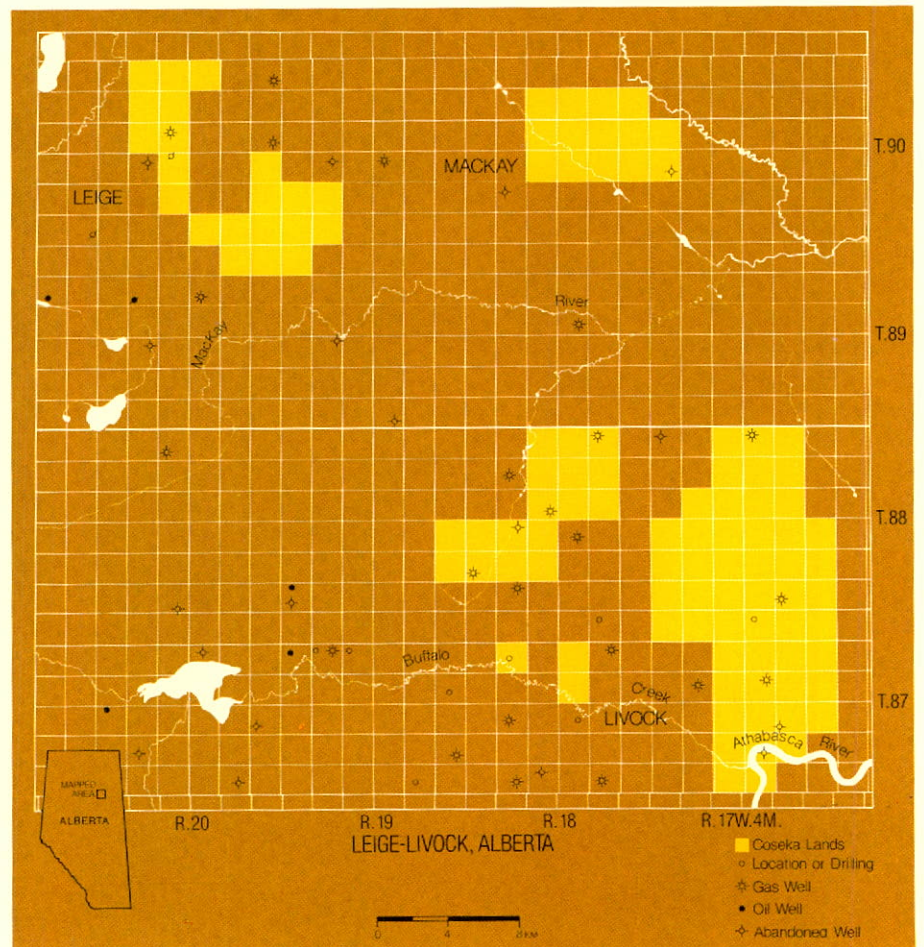 T.90
MACKAY
LEIGE
River
T.89
MacKay
T.88
Buffalo
Creek
T.87
LIVOCK
Athabasca River
MAPPED
AREA
ALBERTA
R.20 R.19 R.18 R.17W.4M.
LEIGE-LIVOCK, ALBERTA
Coseka Lands
Location or Drilling
Gas Well
Oil Well
Abandoned Well
0 4 8 KM